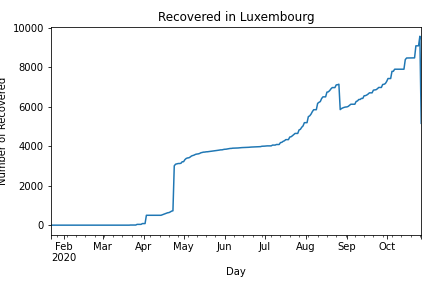 Recovered in Luxembourg
Number of Recovered
10000
8000
6000
4000
2000
0
Feb Mar Apr May Jun Jul Aug Sep Oct
2020
Day